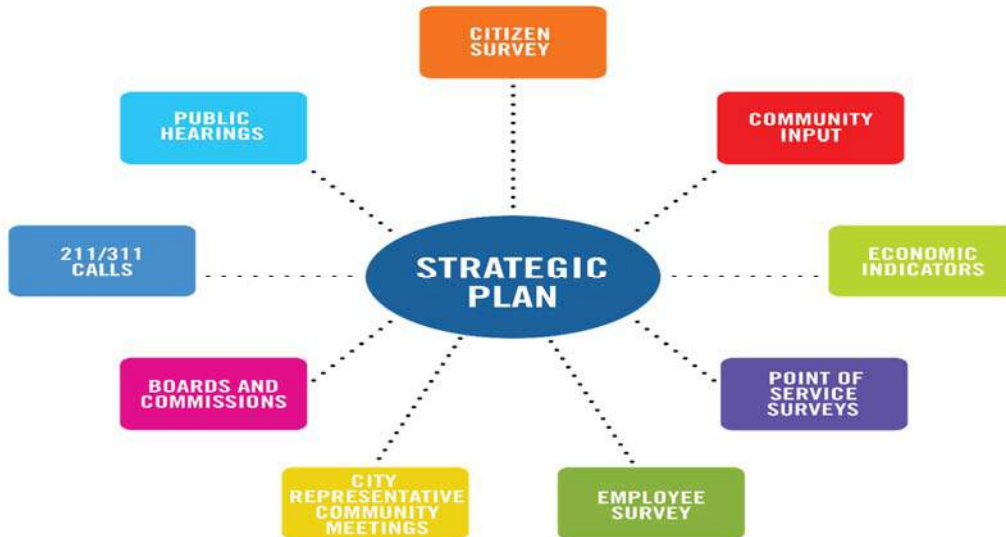 CITIZEN
SURVEY
PUBLIC
HEARINGS
COMMUNITY
INPUT
211/311
CALLS
STRATEGIC
PLAN
ECONOMIC
INDICATORS
BOARDS AND
COMMISSIONS
POINT OF
SERVICE
SURVEYS
CITY
REPRESENTATIVE
COMMUNITY
MEETINGS
EMPLOYEE
SURVEY